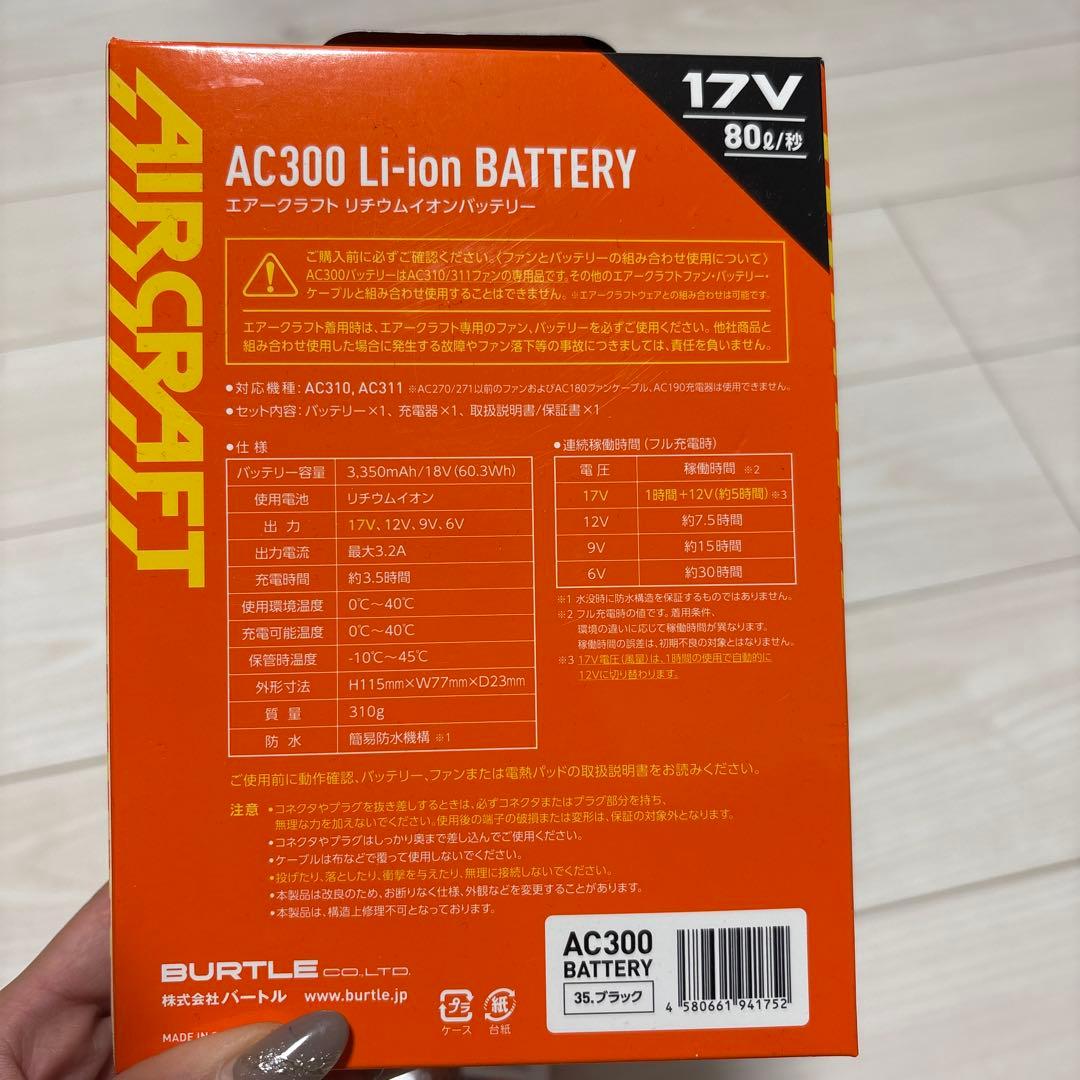 AIRCRAFT
17V
80ℓ/秒
AC300 Li-ion BATTERY
エアークラフト リチウムイオンバッテリー
ご購入前に必ずご確認ください。〈ファンとバッテリーの組み合わせ使用について〉
AC300バッテリーはAC310/311ファンの専用品です。その他のエアークラフトファン・バッテリー・
ケーブルと組み合わせ使用することはできません。※エアークラフトウェアとの組み合わせは可能です。
エアークラフト着用時は、エアークラフト専用のファン、バッテリーを必ずご使用ください。他社商品と
組み合わせ使用した場合に発生する故障やファン落下等の事故につきましては、責任を負いません。
●対応機種：AC310, AC311 ※AC270/271以前のファンおよびAC180ファンケーブル、AC190充電器は使用できません。
●セット内容：バッテリー×1、充電器×1、取扱説明書/保証書×1
●仕様
バッテリー容量 3,350mAh/18V(60.3Wh)
使用電池 リチウムイオン
出力 17V、12V、9V、6V
出力電流 最大3.2A
充電時間 約3.5時間
使用環境温度 0℃～40℃
充電可能温度 0℃～40℃
保管時温度 -10℃～45℃
外形寸法 H115mm×W77mm×D23mm
質量 310g
防水 簡易防水機構 ※1
●連続稼働時間（フル充電時）
電圧 稼働時間 ※2
17V 1時間＋12V(約5時間)※3
12V 約7.5時間
9V 約15時間
6V 約30時間
※1 水没時に防水構造を保証するものではありません。
※2 フル充電時の値です。着用条件、
環境の違いに応じて稼働時間が異なります。
稼働時間の誤差は、初期不良の対象とはなりません。
※3 17V電圧（風量）は、1時間の使用で自動的に
12Vに切り替わります。
ご使用前に動作確認、バッテリー、ファンまたは電熱パッドの取扱説明書をお読みください。
注意 ●コネクタやプラグを抜き差しするときは、必ずコネクタまたはプラグ部分を持ち、
無理な力を加えないでください。使用後の端子の破損または変形は、保証の対象外となります。
●コネクタやプラグはしっかり奥まで差し込んでご使用ください。
●ケーブルは布などで覆って使用しないでください。
●投げたり、落としたり、衝撃を与えたり、無理に接続しないでください。
●本製品は改良のため、お断りなく仕様、外観などを変更することがあります。
●本製品は、構造上修理不可となっております。
BURTLE CO.,LTD.
株式会社バートル www.burtle.jp
MADE IN
プラ
ケース
紙
台紙
AC300
BATTERY
35.ブラック
4 580661 941752